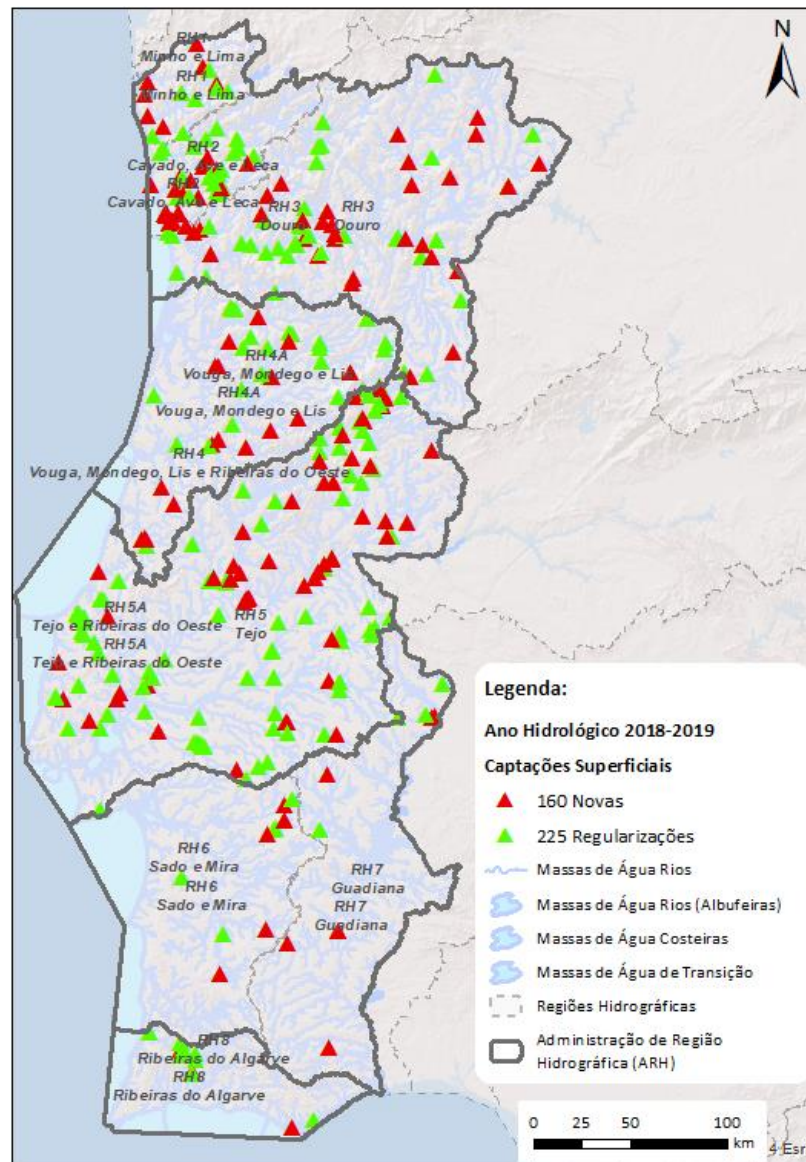 N
RH1
Minho e Lima
RH1
Minho e Lima
RH2
Cavado, Ave e Leca
RH2
Cavado, Ave e Leca
RH3
Douro
RH3
Douro
RH4A
Vouga, Mondego e Lis
RH4A
Vouga, Mondego e Lis
RH4
Vouga, Mondego, Lis e Ribeiras do Oeste
RH5A
Tejo e Ribeiras do Oeste
RH5A
Tejo e Ribeiras do Oeste
RH5
Tejo
RH6
Sado e Mira
RH6
Sado e Mira
RH7
Guadiana
RH7
Guadiana
RH8
Ribeiras do Algarve
RH8
Ribeiras do Algarve
Legenda:
Ano Hidrológico 2018-2019
Captações Superficiais
160 Novas
225 Regularizações
Massas de Água Rios
Massas de Água Rios (Albufeiras)
Massas de Água Costeiras
Massas de Água de Transição
Regiões Hidrográficas
Administração de Região
Hidrográfica (ARH)
0 25 50 100
km
4 Esr